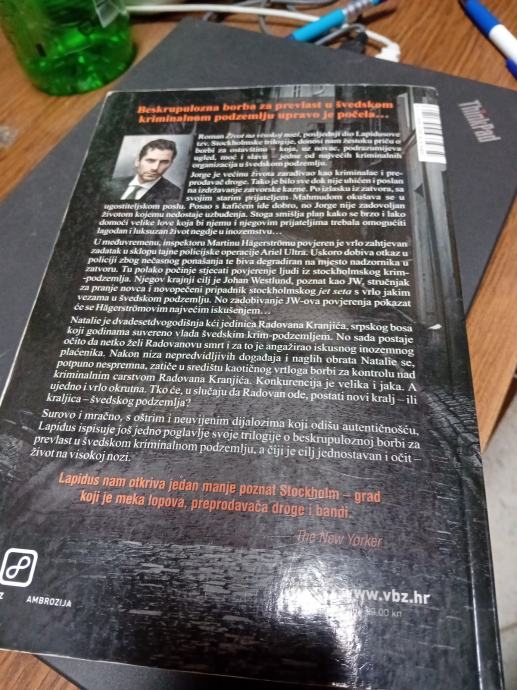 Beskrupulozna borba za prevlast u švedskom
kriminalnom podzemlju upravo je počela...
ThinkPad
Roman Život na visokoj nozi, posljednji dio Lapidusove
tzv. Stockholmske trilogije, donosi nam žestoku priču o
borbi za ostavštinu – koja, uz novac, podrazumijeva
ugled, moć i slavu – jedne od najvećih kriminalnih
organizacija u švedskom podzemlju.
Jorge je većinu života zarađivao kao kriminalac i pre-
prodavač droge. Tako je bilo sve dok nije uhićen i poslan
na izdržavanje zatvorske kazne. Po izlasku iz zatvora, sa
svojim starim prijateljem Mahmudom okušava se u
ugostiteljskom poslu. Posao s kafićem ide dobro, no Jorge nije zadovoljan
životom kojemu nedostaje uzbuđenja. Stoga smišlja plan kako se brzo i lako
domoći velike love koja bi njemu i njegovim prijateljima trebala omogućiti
lagodan i luksuzan život negdje u inozemstvu...
U međuvremenu, inspektoru Martinu Hägerströmu povjeren je vrlo zahtjevan
zadatak u sklopu tajne policijske operacije Ariel Ultra. Uskoro dobiva otkaz u
policiji zbog nečasnog ponašanja te biva degradiran na mjesto nadzornika u
zatvoru. Tu polako počinje stjecati povjerenje ljudi iz stockholmskog krim-
-podzemlja. Njegov krajnji cilj je Johan Westlund, poznat kao JW, stručnjak
za pranje novca i novopečeni pripadnik stockholmskog jet seta s vrlo jakim
vezama u švedskom podzemlju. No zadobivanje JW-ova povjerenja pokazat
će se Hägerströmovim najvećim iskušenjem...
Natalie je dvadesetdvogodišnja kći jedinica Radovana Kranjića, srpskog bosa
koji godinama suvereno vlada švedskim krim-podzemljem. No sada postaje
očito da netko želi Radovanovu smrt i za to je angažirao iskusnog inozemnog
plaćenika. Nakon niza nepredvidljivih događaja i naglih obrata Natalie se,
potpuno nespremna, zatiče u središtu kaotičnog vrtloga borbi za kontrolu nad
kriminalnim carstvom Radovana Kranjića. Konkurencija je velika i jaka. A
ujedno i vrlo okrutna. Tko će, u slučaju da Radovan ode, postati novi kralj – ili
kraljica – švedskog podzemlja?
Surovo i mračno, s oštrim i neuvijenim dijalozima koji odišu autentičnošću,
Lapidus ispisuje još jedno poglavlje svoje trilogije o beskrupuloznoj borbi za
prevlast u švedskom kriminalnom podzemlju, a čiji je cilj jednostavan i očit –
život na visokoj nozi.
Lapidus nam otkriva jedan manje poznat Stockholm – grad
koji je meka lopova, preprodavača droge i bandi.
The New Yorker
www.vbz.hr
Z AMBROZIJA